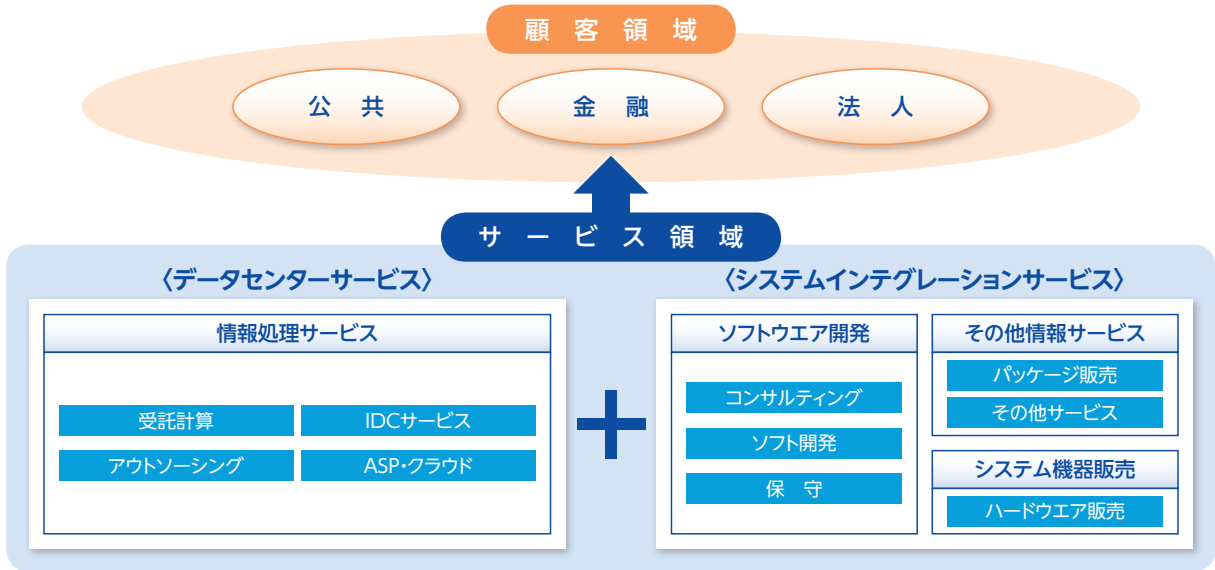 顧客領域
公共
金融
法人
サービス領域
〈データセンターサービス〉
情報処理サービス
受託計算
IDCサービス
アウトソーシング
ASP・クラウド
〈システムインテグレーションサービス〉
ソフトウエア開発
コンサルティング
ソフト開発
保守
その他情報サービス
パッケージ販売
その他サービス
システム機器販売
ハードウエア販売